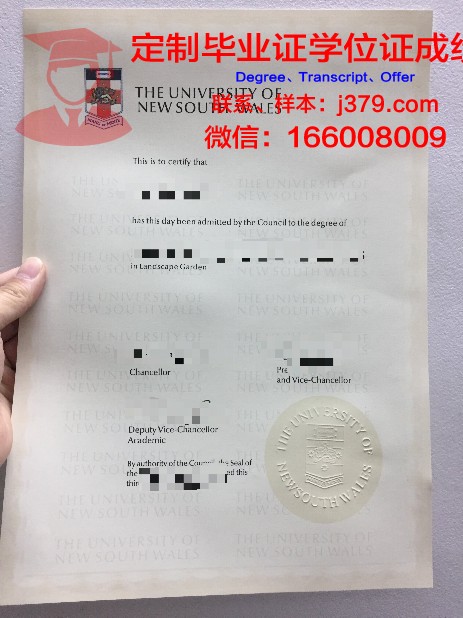 定制毕业证学位证成绩
Degree、Transcript、Offer
THE UNIVERSITY OF
NEW SOUTH WALES
联系、样本：j379.com
微信：166008009
This is to certify that
has this day been admitted by the Council to the degree of
in Landscape Garden
Chancellor
and Vice-Chancellor
Deputy Vice-Chancellor
Academic
By authority of the Council, the Seal of
the
ed this
THE UNIVERSITY OF
NEW SOUTH WALES